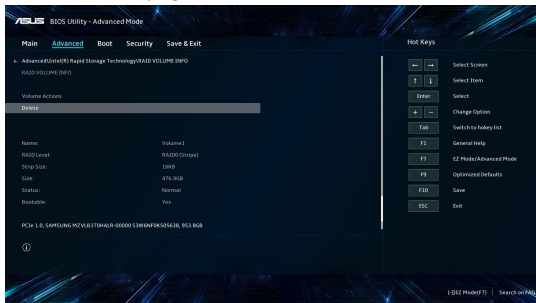 ASUS BIOS Utility - Advanced Mode
Main Advanced Boot Security Save & Exit
Hot Keys
← Advanced\Intel(R) Rapid Storage Technology\RAID VOLUME INFO
RAID VOLUME INFO
Volume Actions
Delete
Name: Volume1
RAID Level: RAID0 (Stripe)
Strip Size: 16KB
Size: 476.9GB
Status: Normal
Bootable: Yes
PCIe 1.0, SAMSUNG MZVLB1T0HALR-00000 S3W6NF0K505638, 953.8GB
← → Select Screen
↑ ↓ Select Item
Enter Select
+ − Change Option
Tab Switch to hokey list
F1 General Help
F7 EZ Mode/Advanced Mode
F9 Optimized Defaults
F10 Save
ESC Exit
EZ Mode(F7) | Search on FAQ